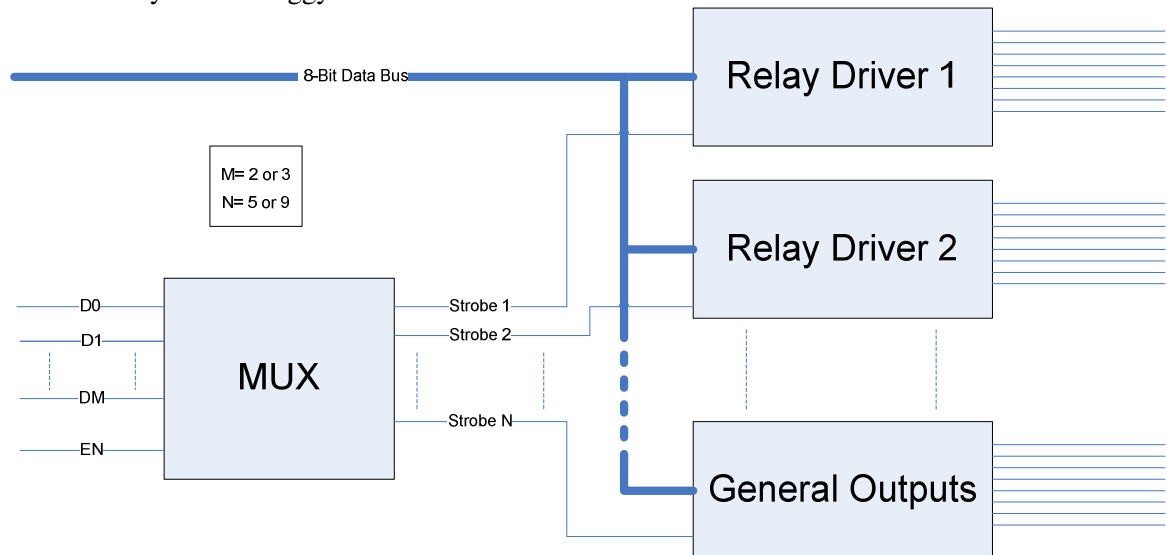 8-Bit Data Bus
Relay Driver 1
M= 2 or 3
N= 5 or 9
Relay Driver 2
D0
Strobe 1
D1
Strobe 2
MUX
DM
Strobe N
EN
General Outputs